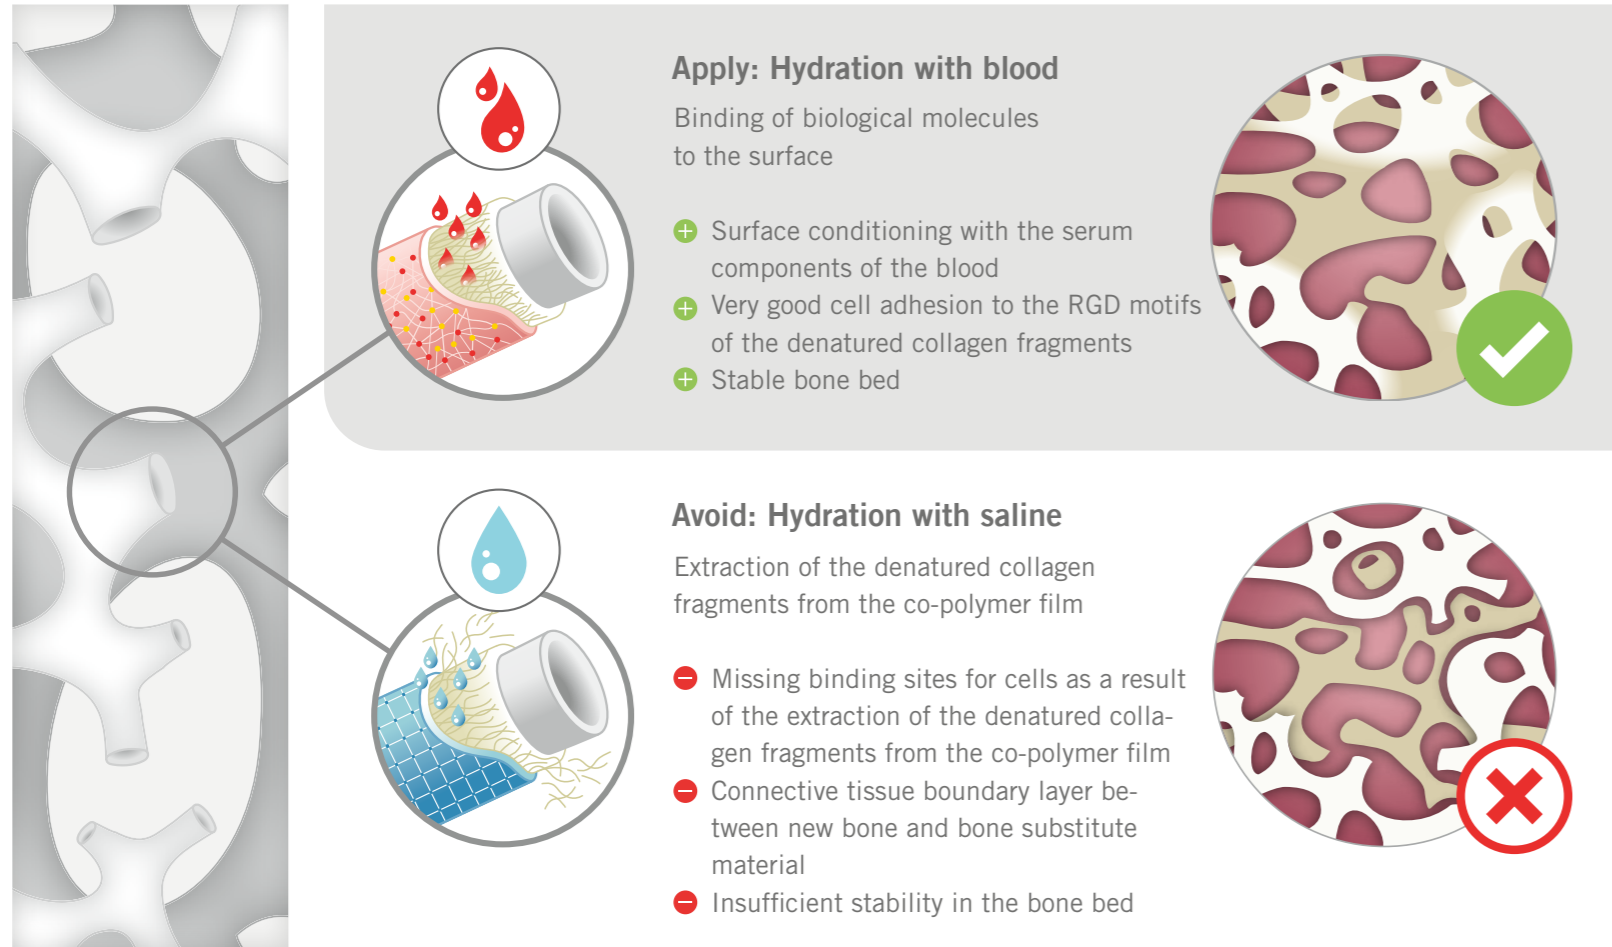 Apply: Hydration with blood
Binding of biological molecules
to the surface
Surface conditioning with the serum
components of the blood
Very good cell adhesion to the RGD motifs
of the denatured collagen fragments
Stable bone bed
Avoid: Hydration with saline
Extraction of the denatured collagen
fragments from the co-polymer film
Missing binding sites for cells as a result
of the extraction of the denatured colla-
gen fragments from the co-polymer film
Connective tissue boundary layer be-
tween new bone and bone substitute
material
Insufficient stability in the bone bed